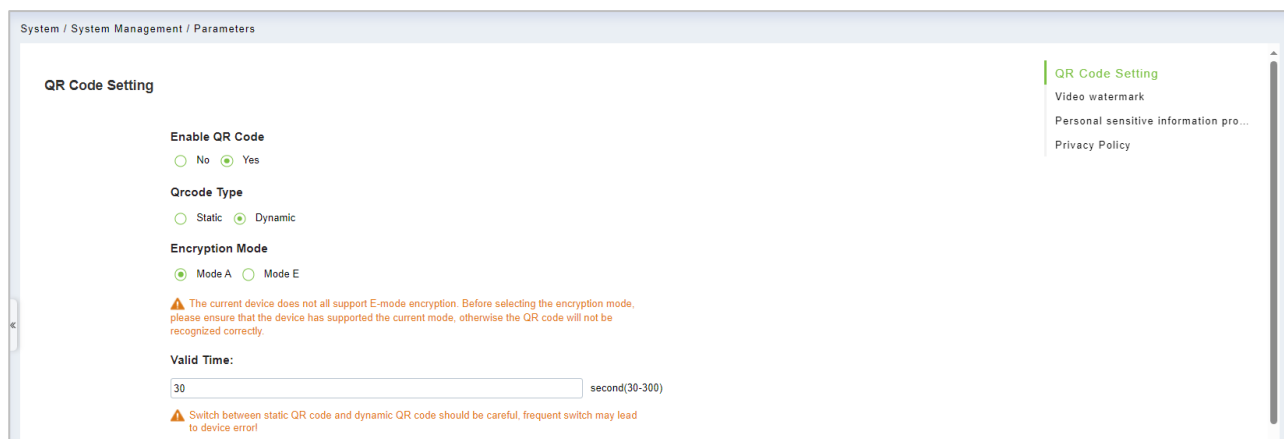 System / System Management / Parameters
QR Code Setting
Enable QR Code
No Yes
Qrcode Type
Static Dynamic
Encryption Mode
Mode A Mode E
The current device does not all support E-mode encryption. Before selecting the encryption mode,
please ensure that the device has supported the current mode, otherwise the QR code will not be
recognized correctly.
Valid Time:
30 second(30-300)
Switch between static QR code and dynamic QR code should be careful, frequent switch may lead
to device error!
QR Code Setting
Video watermark
Personal sensitive information pro...
Privacy Policy
«